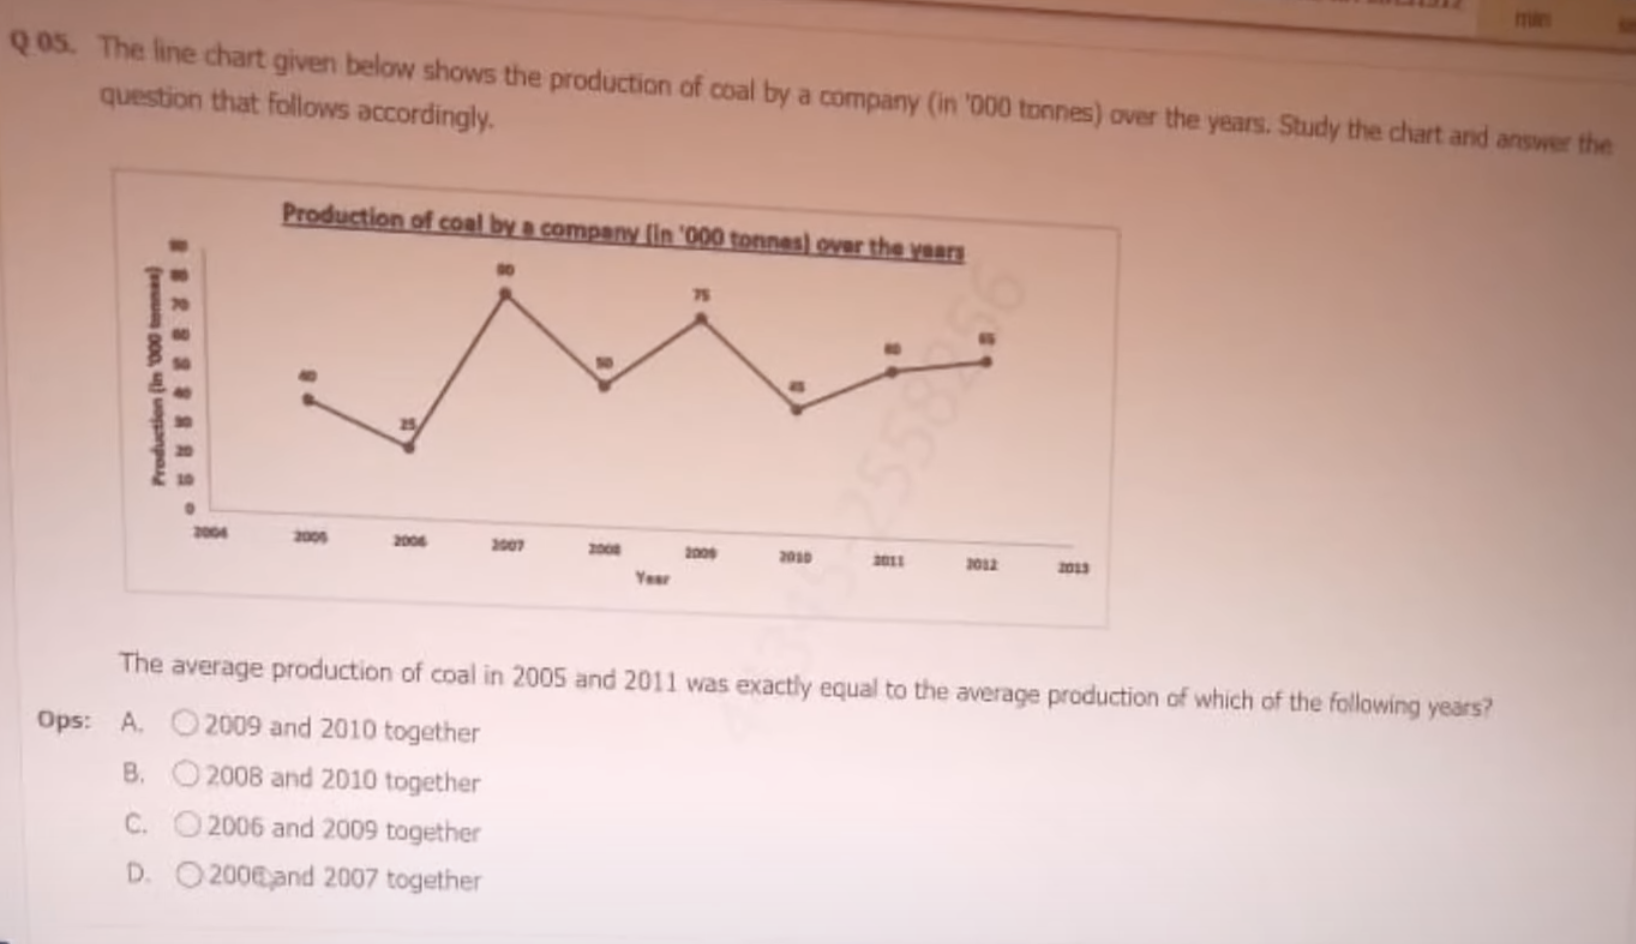 min
Q 05. The line chart given below shows the production of coal by a company (in '000 tonnes) over the years. Study the chart and answer the
question that follows accordingly.
Production of coal by a company (in '000 tonnes) over the years
Production (in '000 tonnes)
90
80
70
60
50
40
30
20
10
0
40
25
80
50
75
45
60
65
2004 2005 2006 2007 2008 2009 2010 2011 2012 2013
Year
The average production of coal in 2005 and 2011 was exactly equal to the average production of which of the following years?
Ops: A. 2009 and 2010 together
B. 2008 and 2010 together
C. 2006 and 2009 together
D. and 2007 together